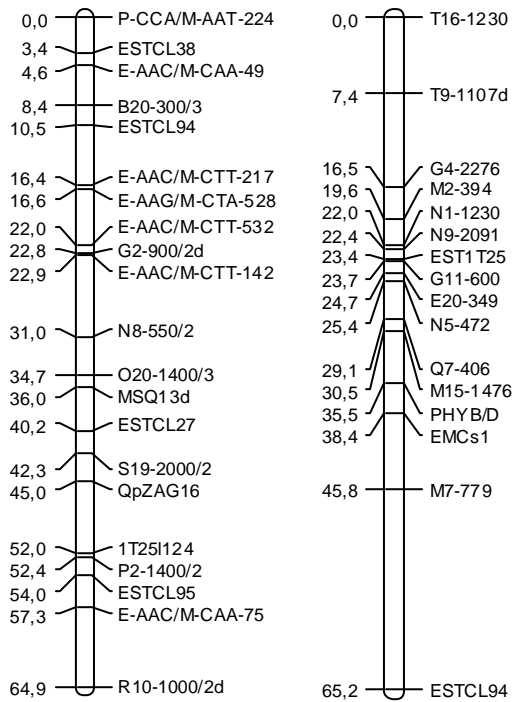 0,0 P-CCA/M-AAT-224
3,4 ESTCL38
4,6 E-AAC/M-CAA-49
8,4 B20-300/3
10,5 ESTCL94
16,4 E-AAC/M-CTT-217
16,6 E-AAG/M-CTA-528
22,0 E-AAC/M-CTT-532
22,8 G2-900/2d
22,9 E-AAC/M-CTT-142
31,0 N8-550/2
34,7 O20-1400/3
36,0 MSQ13d
40,2 ESTCL27
42,3 S19-2000/2
45,0 QpZAG16
52,0 1T25I124
52,4 P2-1400/2
54,0 ESTCL95
57,3 E-AAC/M-CAA-75
64,9 R10-1000/2d
0,0 T16-1230
7,4 T9-1107d
16,5 G4-2276
19,6 M2-394
22,0 N1-1230
22,4 N9-2091
23,4 EST1T25
23,7 G11-600
24,7 E20-349
25,4 N5-472
29,1 Q7-406
30,5 M15-1476
35,5 PHYB/D
38,4 EMCs1
45,8 M7-779
65,2 ESTCL94